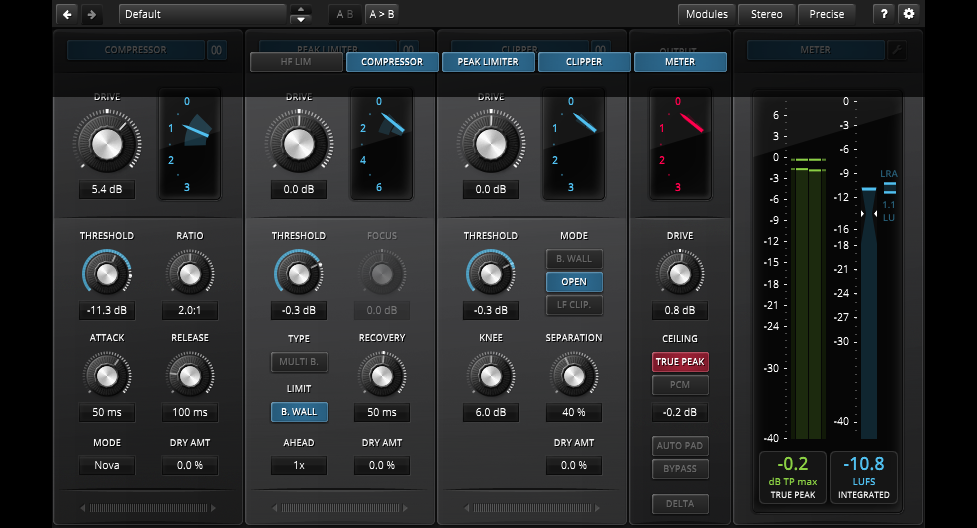 Default A B A > B Modules Stereo Precise ?
COMPRESSOR PEAK LIMITER CLIPPER OUTPUT METER
HF LIM COMPRESSOR PEAK LIMITER CLIPPER METER
DRIVE DRIVE DRIVE
0 1 2 3
0 2 4 6
0 1 2 3
0 1 2 3
5.4 dB 0.0 dB 0.0 dB
THRESHOLD RATIO THRESHOLD FOCUS THRESHOLD MODE DRIVE
B. WALL
OPEN
LF CLIP.
-11.3 dB 2.0:1 -0.3 dB 0.0 dB -0.3 dB 0.8 dB
ATTACK RELEASE TYPE RECOVERY KNEE SEPARATION CEILING
MULTI B. TRUE PEAK
LIMIT PCM
50 ms 100 ms B. WALL 50 ms 6.0 dB 40 % -0.2 dB
MODE DRY AMT AHEAD DRY AMT DRY AMT AUTO PAD
Nova 0.0 % 1x 0.0 % 0.0 % BYPASS
DELTA
6
3
0
-3
-6
-9
-12
-15
-18
-21
-24
-30
-40
0
-3
-6
-9
-12
-16
-18
-21
-24
-27
-30
-40
LRA
1.1
LU
-0.2 -10.8
dB TP max LUFS
TRUE PEAK INTEGRATED